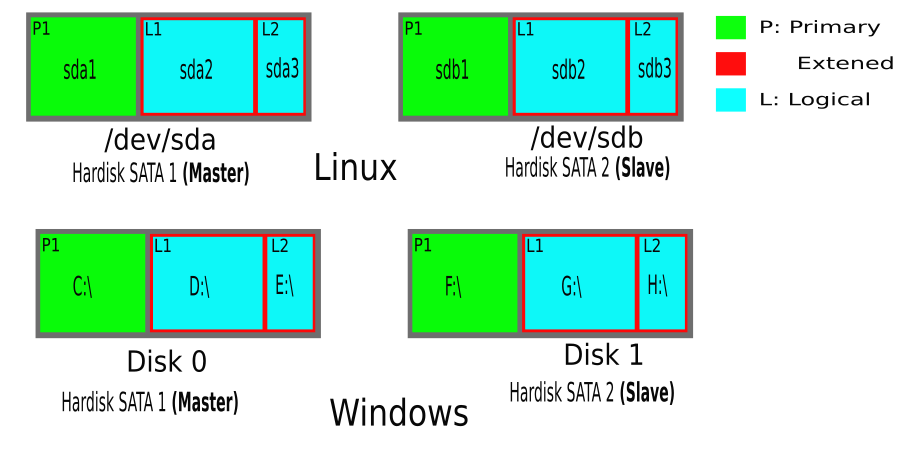 P1 L1 L2
sda1 sda2 sda3
/dev/sda
Hardisk SATA 1 (Master)
P1 L1 L2
sdb1 sdb2 sdb3
/dev/sdb
Hardisk SATA 2 (Slave)
P: Primary
Extened
L: Logical
Linux
P1 L1 L2
C:\ D:\ E:\
Disk 0
Hardisk SATA 1 (Master)
P1 L1 L2
F:\ G:\ H:\
Disk 1
Hardisk SATA 2 (Slave)
Windows